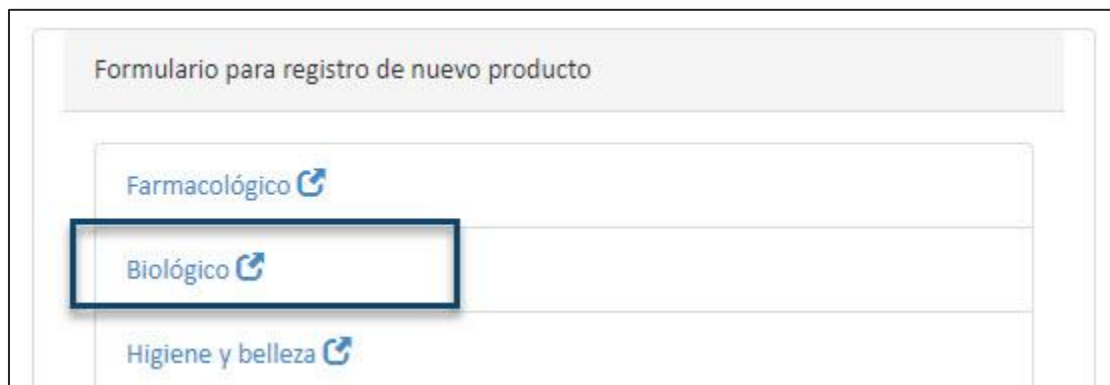 Formulario para registro de nuevo producto
Farmacológico
Biológico
Higiene y belleza